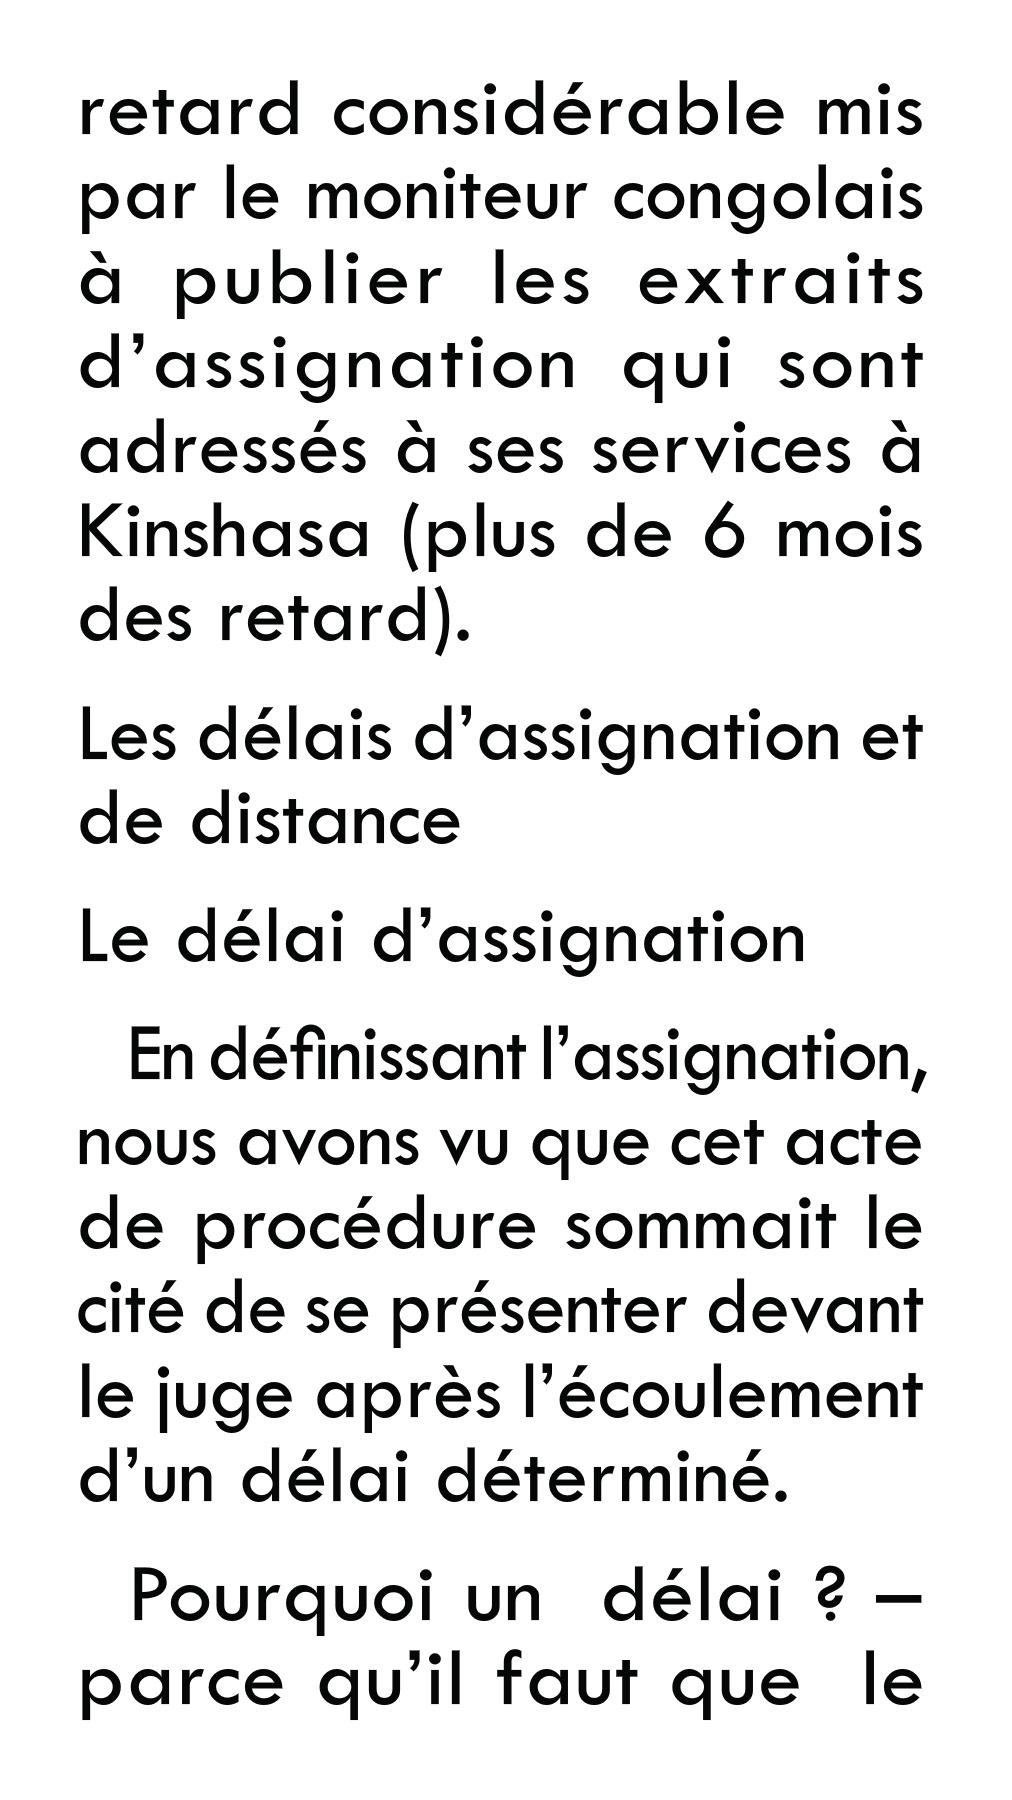 retard considérable mis
par le moniteur congolais
à publier les extraits
d’assignation qui sont
adressés à ses services à
Kinshasa (plus de 6 mois
des retard).
Les délais d’assignation et
de distance
Le délai d’assignation
En définissant l’assignation,
nous avons vu que cet acte
de procédure sommait le
cité de se présenter devant
le juge après l’écoulement
d’un délai déterminé.
Pourquoi un délai ? –
parce qu’il faut que le